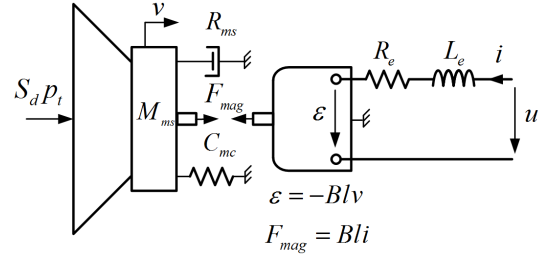 v
R_ms
S_d p_t
M_ms
F_mag
C_mc
ε
R_e
L_e
i
u
ε = -Blv
F_mag = Bli